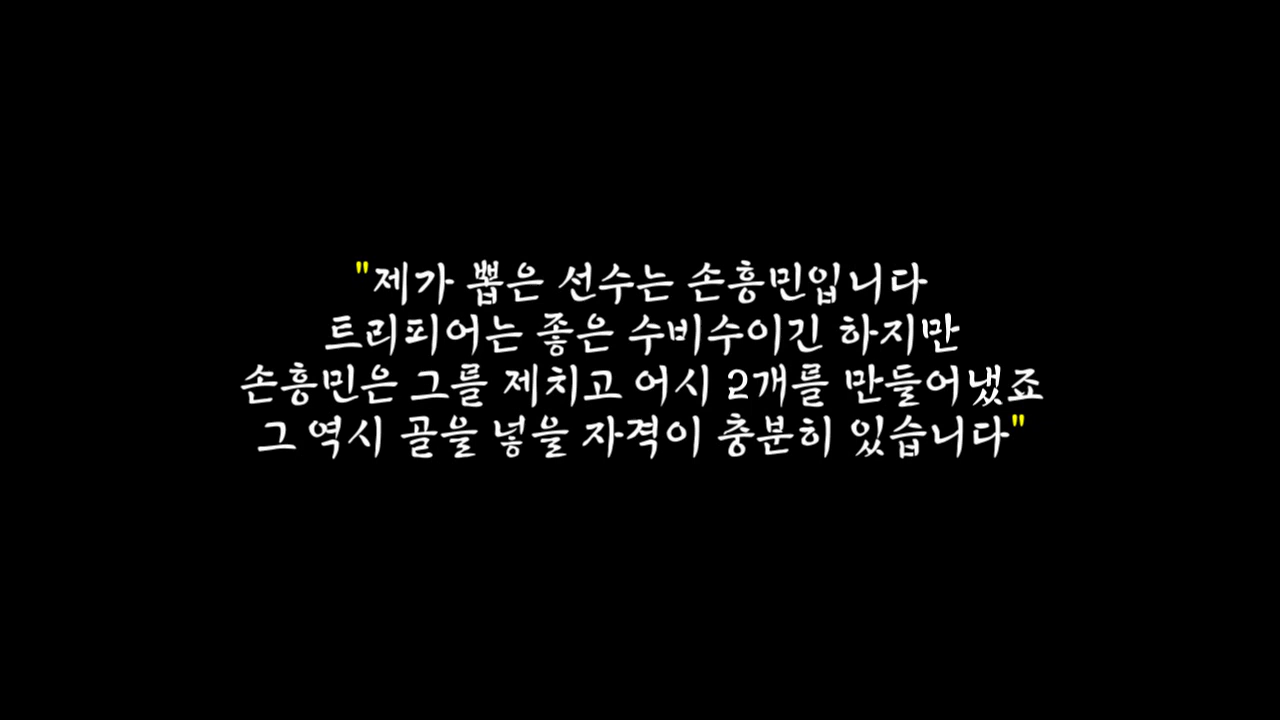 "제가 뽑은 선수는 손흥민입니다
트리피어는 좋은 수비수이긴 하지만
손흥민은 그를 제치고 어시 2개를 만들어냈죠
그 역시 골을 넣을 자격이 충분히 있습니다"